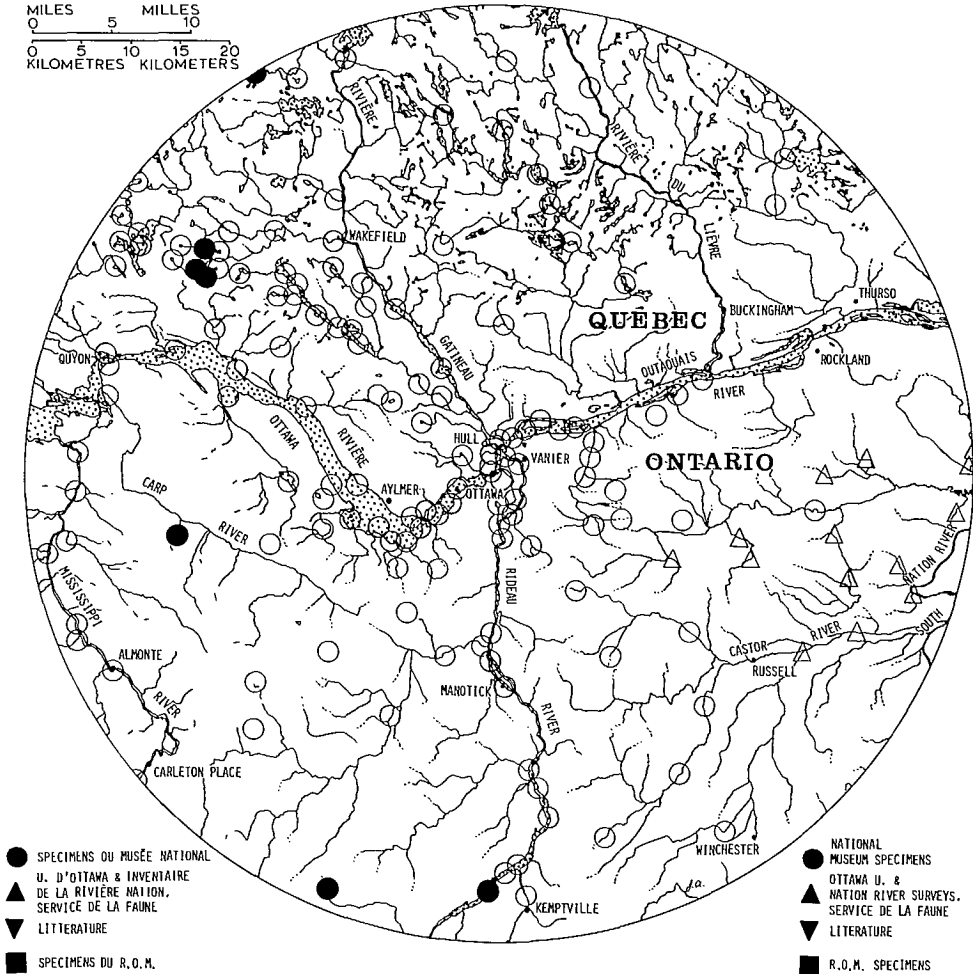 MILES MILLES
0 5 10
0 5 10 15 20
KILOMÈTRES KILOMETERS
RIVIÈRE
RIVIÈRE
DU
LIÈVRE
WAKEFIELD
GATINEAU
QUÉBEC
BUCKINGHAM
THURSO
QUYON
OUTAOUAIS
RIVER
ROCKLAND
OTTAWA
RIVIÈRE
HULL
VANIER
ONTARIO
CARP
RIVER
AYLMER
OTTAWA
MISSISSIPPI
RIDEAU
NATION RIVER
SOUTH
CASTOR
RIVER
RUSSELL
ALMONTE
RIVER
MANOTICK
RIVER
CARLETON PLACE
WINCHESTER
KEMPTVILLE
j.a.
SPECIMENS OU MUSÉE NATIONAL
U. D'OTTAWA & INVENTAIRE
DE LA RIVIÈRE NATION,
SERVICE DE LA FAUNE
LITTERATURE
SPECIMENS DU R.O.M.
NATIONAL
MUSEUM SPECIMENS
OTTAWA U. &
NATION RIVER SURVEYS,
SERVICE DE LA FAUNE
LITERATURE
R.O.M. SPECIMENS